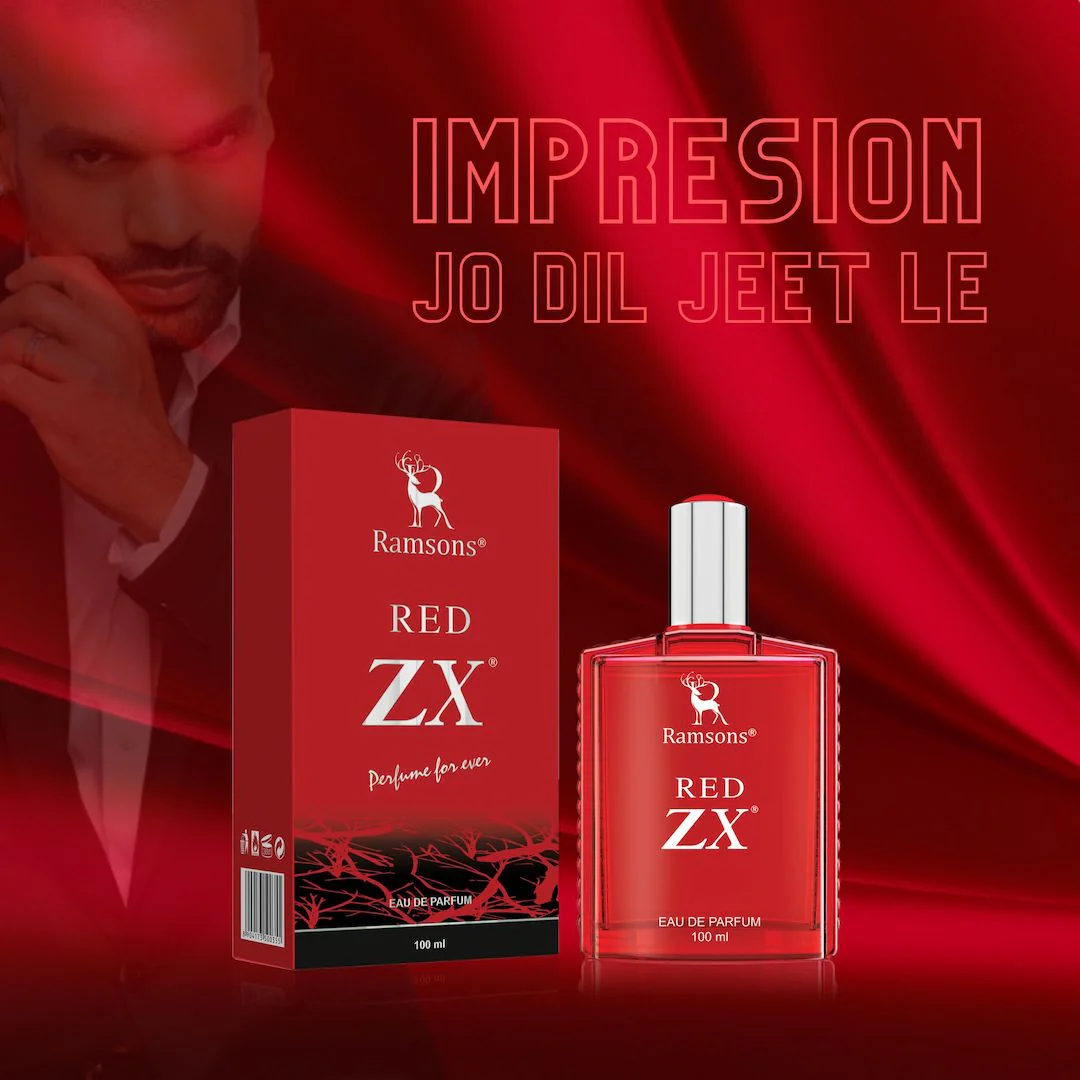 IMPRESION
JO DIL JEET LE
Ramsons®
RED
ZX®
Perfume for ever
EAU DE PARFUM
100 ml
Ramsons®
RED
ZX®
EAU DE PARFUM
100 ml